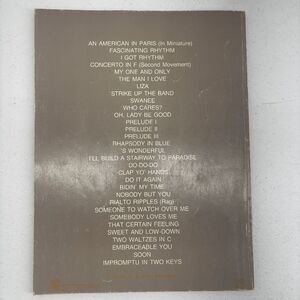 AN AMERICAN IN PARIS (In Miniature)
FASCINATING RHYTHM
I GOT RHYTHM
CONCERTO IN F (Second Movement)
MY ONE AND ONLY
THE MAN I LOVE
LIZA
STRIKE UP THE BAND
SWANEE
WHO CARES?
OH, LADY BE GOOD
PRELUDE I
PRELUDE II
PRELUDE III
RHAPSODY IN BLUE
'S WONDERFUL
I'LL BUILD A STAIRWAY TO PARADISE
DO-DO-DO
CLAP YO' HANDS
DO IT AGAIN
RIDIN' MY TIME
NOBODY BUT YOU
RIALTO RIPPLES (Rag)
SOMEONE TO WATCH OVER ME
SOMEBODY LOVES ME
THAT CERTAIN FEELING
SWEET AND LOW-DOWN
TWO WALTZES IN C
EMBRACEABLE YOU
SOON
IMPROMPTU IN TWO KEYS